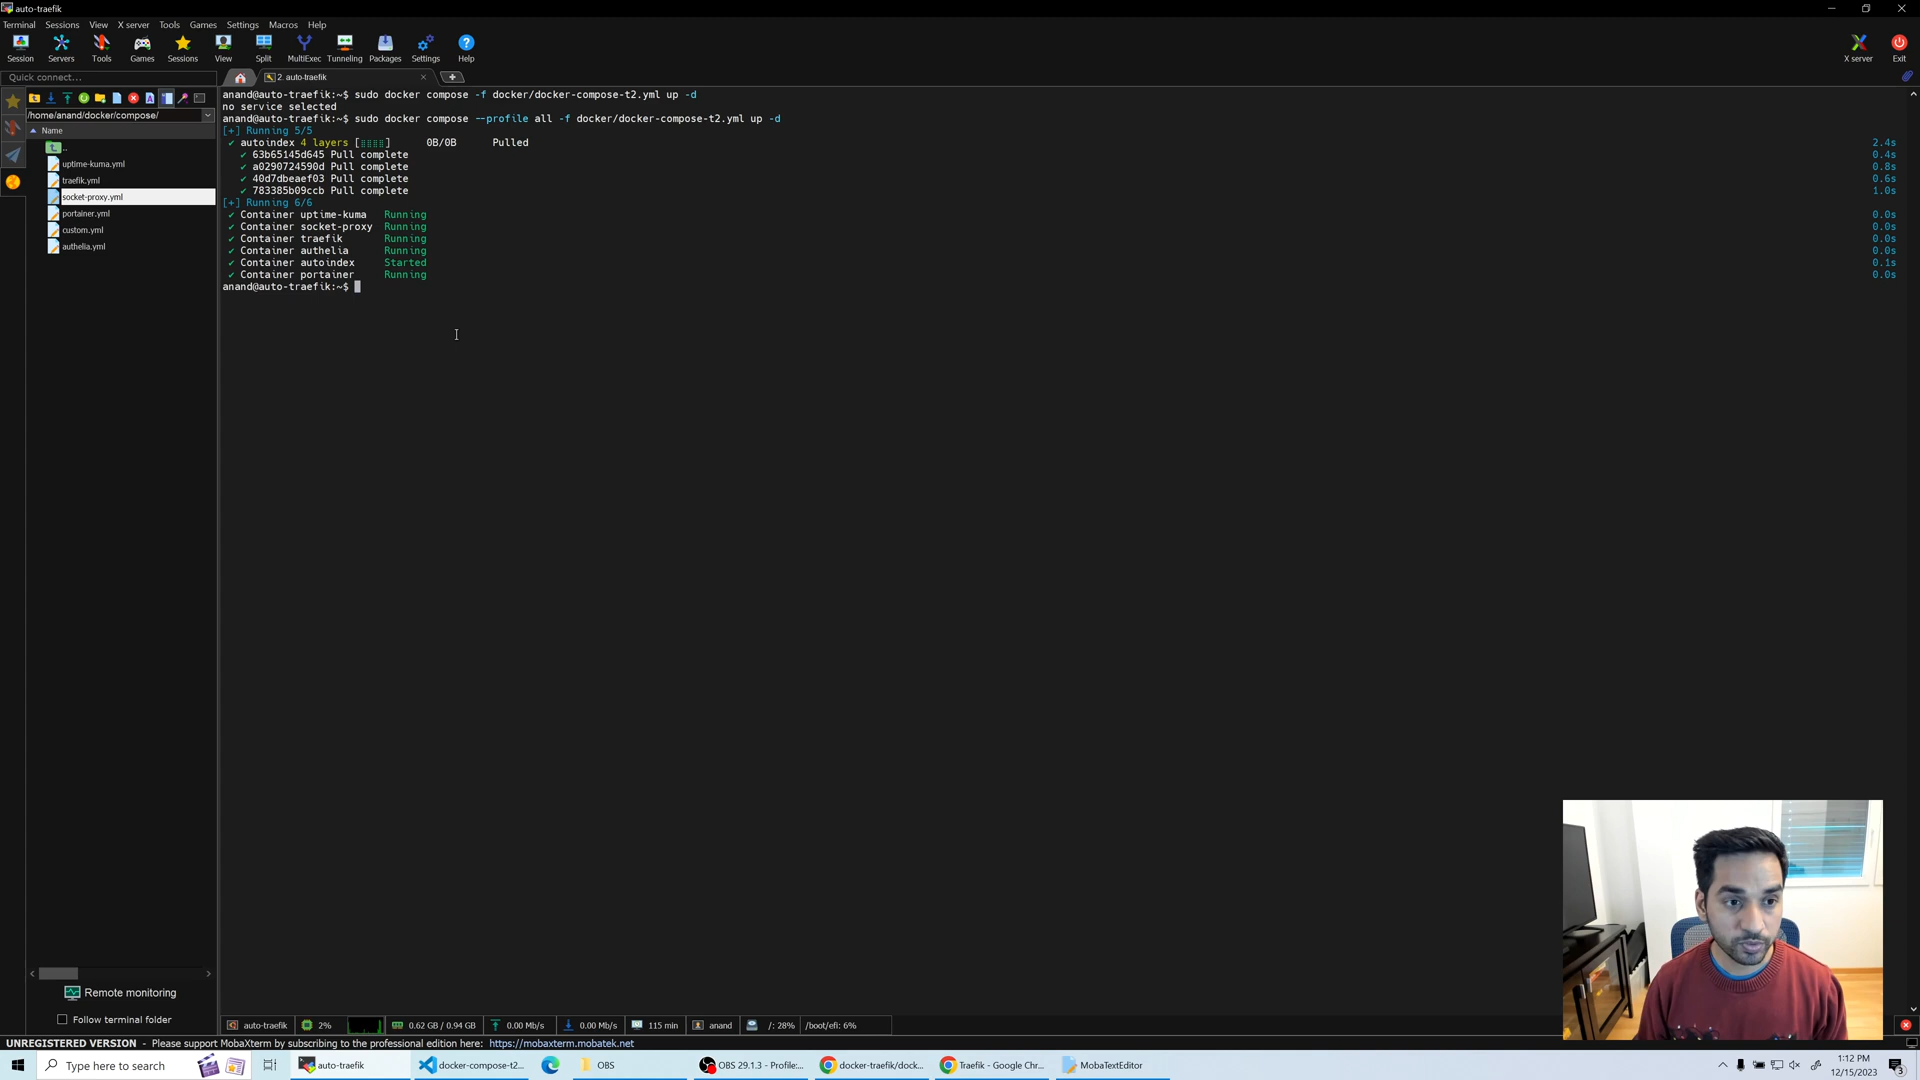 auto-traefik
Terminal Sessions View X server Tools Games Settings Macros Help
Session Servers Tools Games Sessions View Split MultiExec Tunneling Packages Settings Help X server Exit
Quick connect...
2. auto-traefik
/home/anand/docker/compose/
Name
..
uptime-kuma.yml
traefik.yml
socket-proxy.yml
portainer.yml
custom.yml
authelia.yml
anand@auto-traefik:~$ sudo docker compose -f docker/docker-compose-t2.yml up -d
no service selected
anand@auto-traefik:~$ sudo docker compose --profile all -f docker/docker-compose-t2.yml up -d
[+] Running 5/5
✔ autoindex 4 layers [⣿⣿⣿⣿] 0B/0B Pulled 2.4s
✔ 63b65145d645 Pull complete 0.4s
✔ a0290724590d Pull complete 0.8s
✔ 40d7dbeaef03 Pull complete 0.6s
✔ 783385b09ccb Pull complete 1.0s
[+] Running 6/6
✔ Container uptime-kuma Running 0.0s
✔ Container socket-proxy Running 0.0s
✔ Container traefik Running 0.0s
✔ Container authelia Running 0.0s
✔ Container autoindex Started 0.1s
✔ Container portainer Running 0.0s
anand@auto-traefik:~$
Remote monitoring
Follow terminal folder
auto-traefik 2% 0.62 GB / 0.94 GB 0.00 Mb/s 0.00 Mb/s 115 min anand /: 28% /boot/efi: 6%
UNREGISTERED VERSION - Please support MobaXterm by subscribing to the professional edition here: https://mobaxterm.mobatek.net
Type here to search auto-traefik docker-compose-t2... OBS OBS 29.1.3 - Profile:... docker-traefik/dock... Traefik - Google Chr... MobaTextEditor
1:12 PM
12/15/2023
3